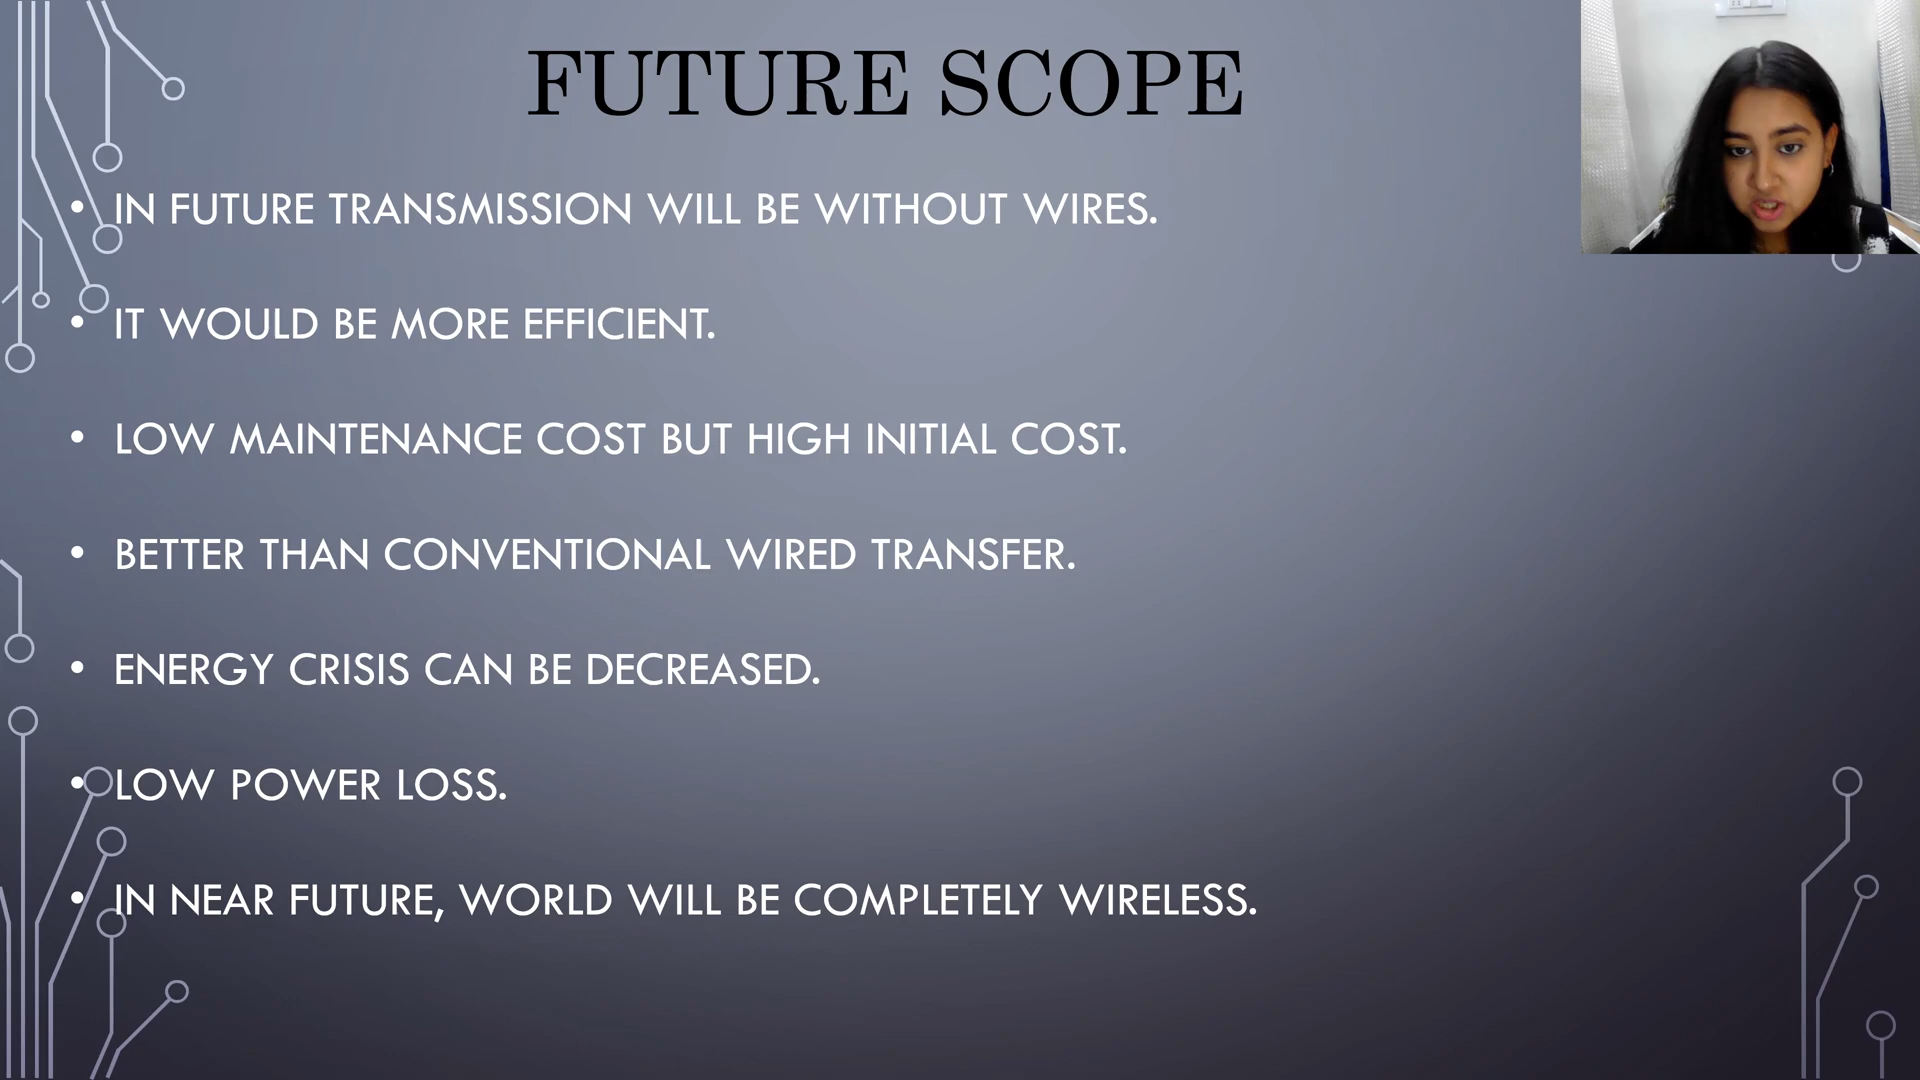 FUTURE SCOPE
• IN FUTURE TRANSMISSION WILL BE WITHOUT WIRES.
• IT WOULD BE MORE EFFICIENT.
• LOW MAINTENANCE COST BUT HIGH INITIAL COST.
• BETTER THAN CONVENTIONAL WIRED TRANSFER.
• ENERGY CRISIS CAN BE DECREASED.
• LOW POWER LOSS.
• IN NEAR FUTURE, WORLD WILL BE COMPLETELY WIRELESS.